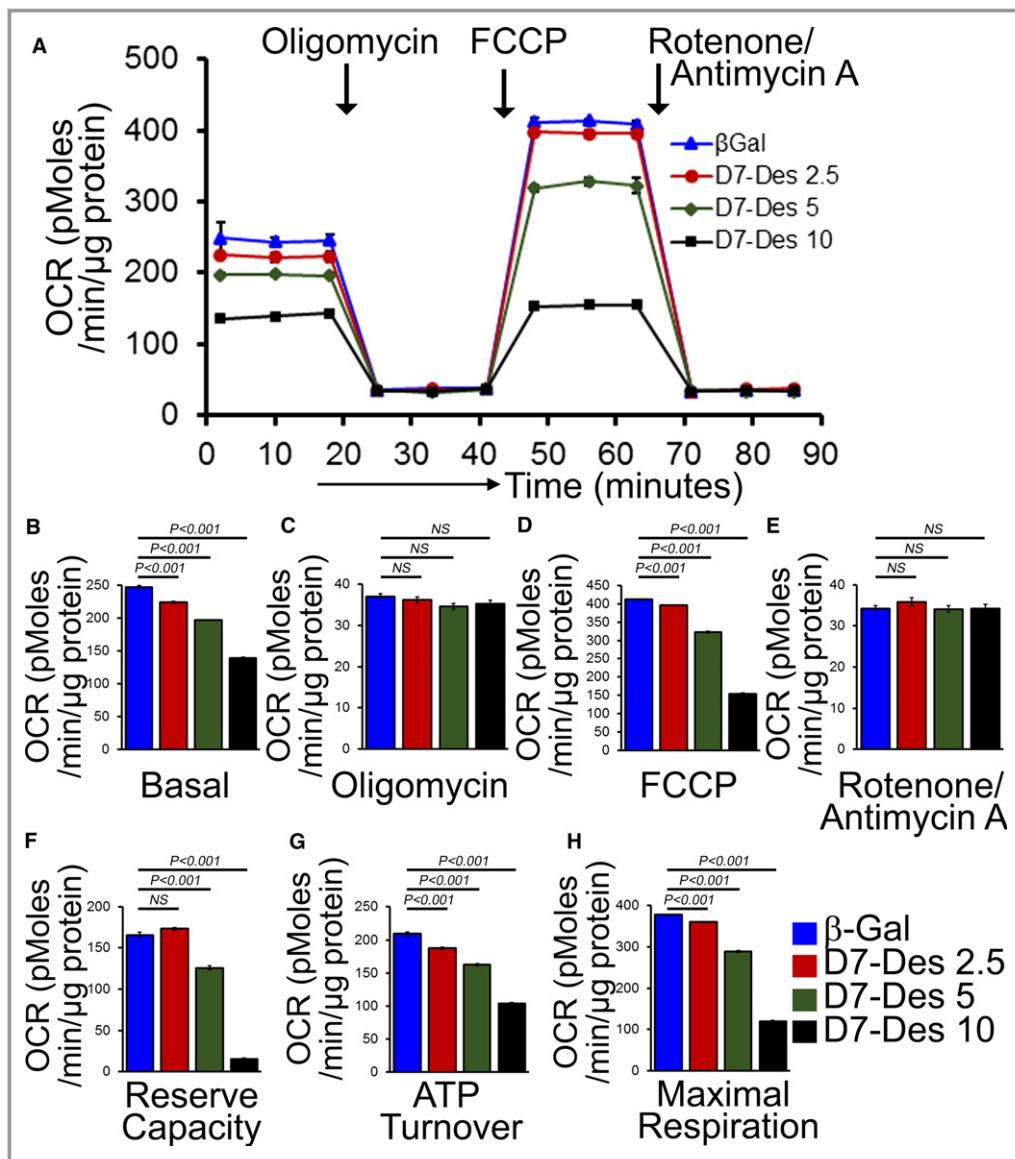 A
Oligomycin
FCCP
Rotenone/
Antimycin A
OCR (pMoles
/min/µg protein)
500
400
300
200
100
0
βGal
D7-Des 2.5
D7-Des 5
D7-Des 10
0 10 20 30 40 50 60 70 80 90
Time (minutes)
B
P<0.001
P<0.001
P<0.001
OCR (pMoles
/min/µg protein)
250
200
150
100
50
0
Basal
C
NS
NS
NS
OCR (pMoles
/min/µg protein)
40
30
20
10
0
Oligomycin
D
P<0.001
P<0.001
P<0.001
OCR (pMoles
/min/µg protein)
450
400
350
300
250
200
150
100
50
0
FCCP
E
NS
NS
NS
OCR (pMoles
/min/µg protein)
40
30
20
10
0
Rotenone/
Antimycin A
F
P<0.001
P<0.001
NS
OCR (pMoles
/min/µg protein)
200
150
100
50
0
Reserve
Capacity
G
P<0.001
P<0.001
P<0.001
OCR (pMoles
/min/µg protein)
250
200
150
100
50
0
ATP
Turnover
H
P<0.001
P<0.001
P<0.001
OCR (pMoles
/min/µg protein)
400
300
200
100
0
Maximal
Respiration
β-Gal
D7-Des 2.5
D7-Des 5
D7-Des 10